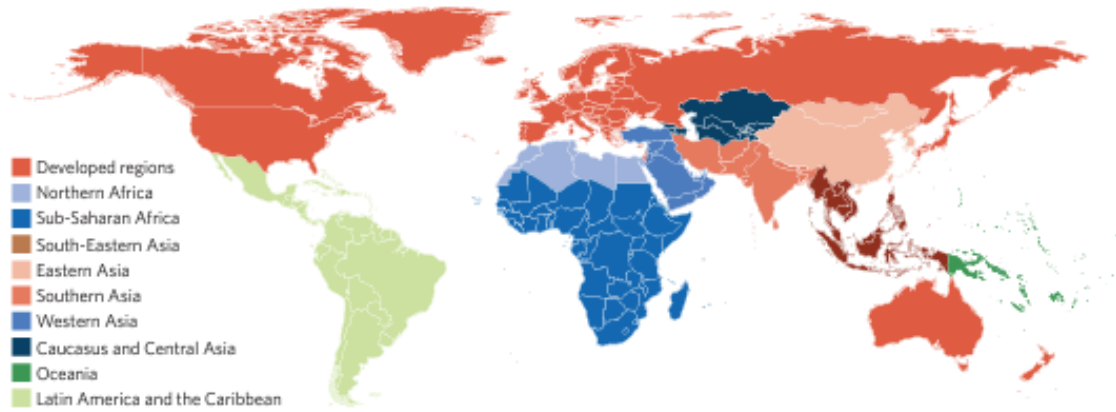 Developed regions
Northern Africa
Sub-Saharan Africa
South-Eastern Asia
Eastern Asia
Southern Asia
Western Asia
Caucasus and Central Asia
Oceania
Latin America and the Caribbean